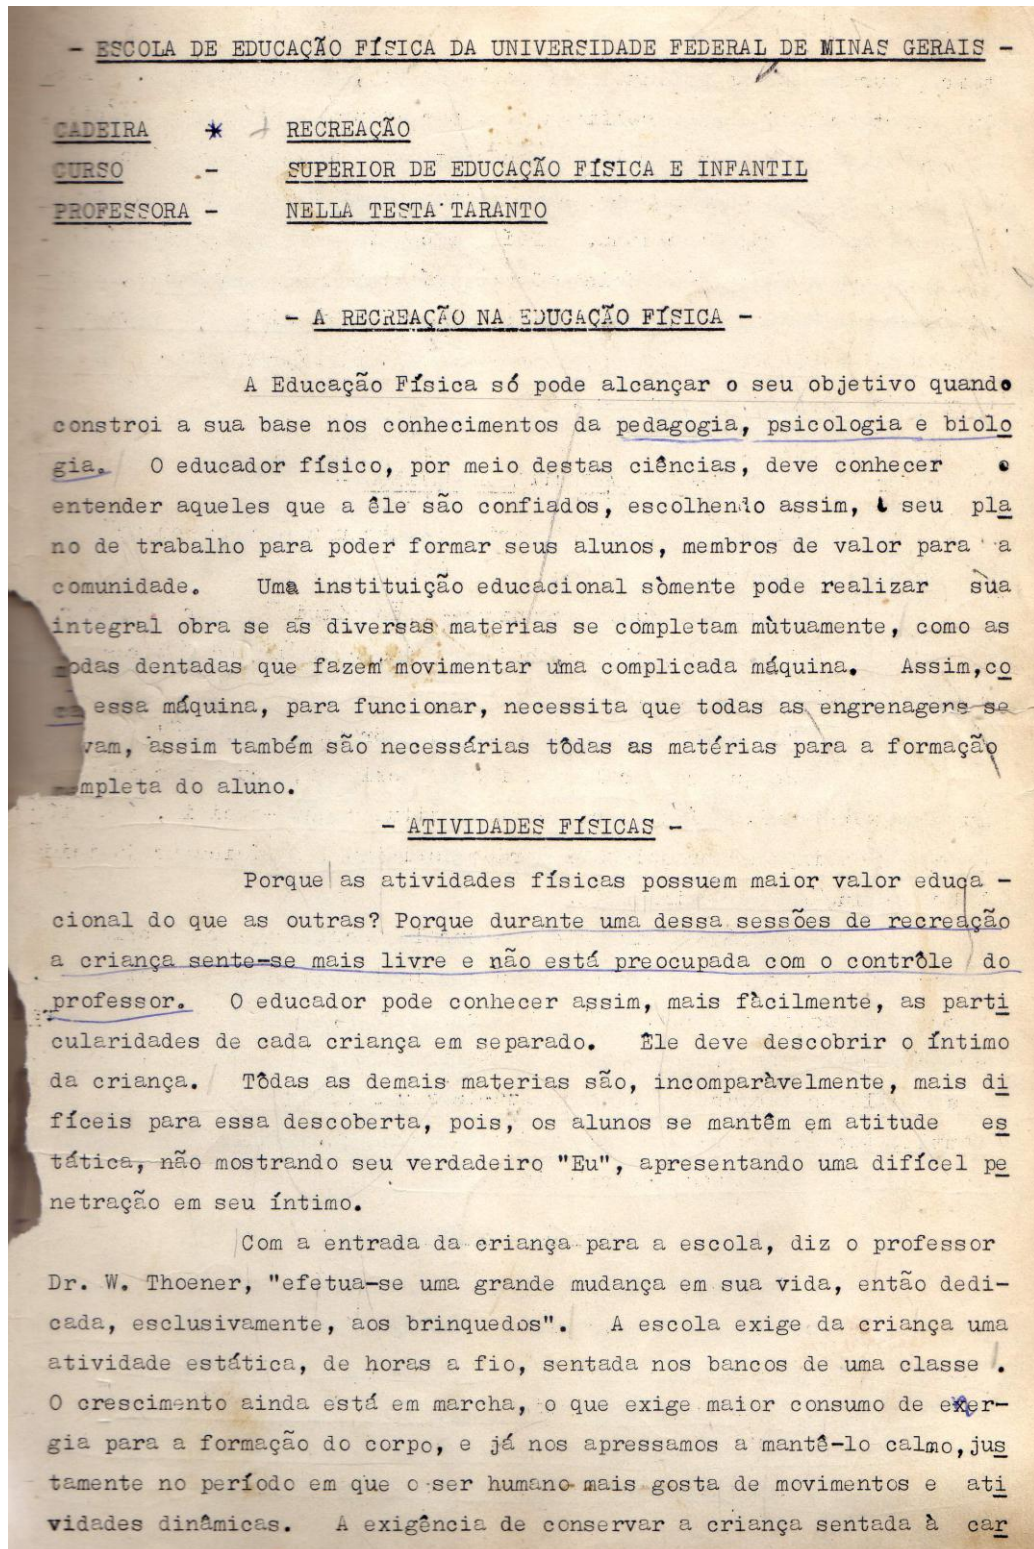 - ESCOLA DE EDUCAÇÃO FÍSICA DA UNIVERSIDADE FEDERAL DE MINAS GERAIS -
CADEIRA * RECREAÇÃO
CURSO - SUPERIOR DE EDUCAÇÃO FÍSICA E INFANTIL
PROFESSORA - NELLA TESTA TARANTO
- A RECREAÇÃO NA EDUCAÇÃO FÍSICA -
A Educação Física só pode alcançar o seu objetivo quando
constroi a sua base nos conhecimentos da pedagogia, psicologia e biolo
gia. O educador físico, por meio destas ciências, deve conhecer e
entender aqueles que a êle são confiados, escolhendo assim, seu pla
no de trabalho para poder formar seus alunos, membros de valor para a
comunidade. Uma instituição educacional sòmente pode realizar sùa
integral obra se as diversas materias se completam mùtuamente, como as
odas dentadas que fazem movimentar uma complicada máquina. Assim,co
essa máquina, para funcionar, necessita que todas as engrenagens se
vam, assim também são necessárias tôdas as matérias para a formação
mpleta do aluno.
- ATIVIDADES FÍSICAS -
Porque as atividades físicas possuem maior valor educa -
cional do que as outras? Porque durante uma dessa sessões de recreação
a criança sente-se mais livre e não está preocupada com o contrôle do
professor. O educador pode conhecer assim, mais fàcilmente, as parti
cularidades de cada criança em separado. Êle deve descobrir o íntimo
da criança. Tôdas as demais materias são, incomparàvelmente, mais di
fíceis para essa descoberta, pois, os alunos se mantêm em atitude es
tática, não mostrando seu verdadeiro "Eu", apresentando uma difícel pe
netração em seu íntimo.
Com a entrada da criança para a escola, diz o professor
Dr. W. Thoener, "efetua-se uma grande mudança em sua vida, então dedi-
cada, esclusivamente, aos brinquedos". A escola exige da criança uma
atividade estática, de horas a fio, sentada nos bancos de uma classe .
O crescimento ainda está em marcha, o que exige maior consumo de ener-
gia para a formação do corpo, e já nos apressamos a mantê-lo calmo,jus
tamente no período em que o ser humano mais gosta de movimentos e ati
vidades dinâmicas. A exigência de conservar a criança sentada à car